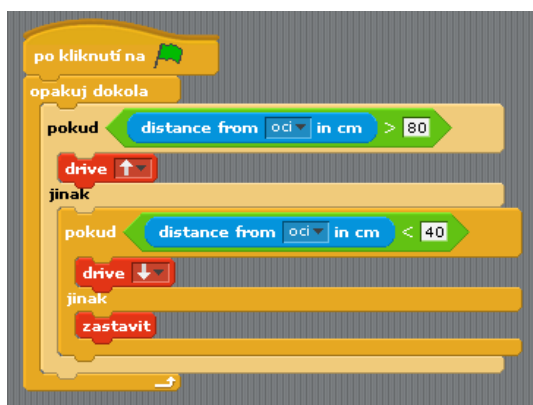 po kliknutí na
opakuj dokola
pokud distance from oci in cm > 80
drive
jinak
pokud distance from oci in cm < 40
drive
jinak
zastavit